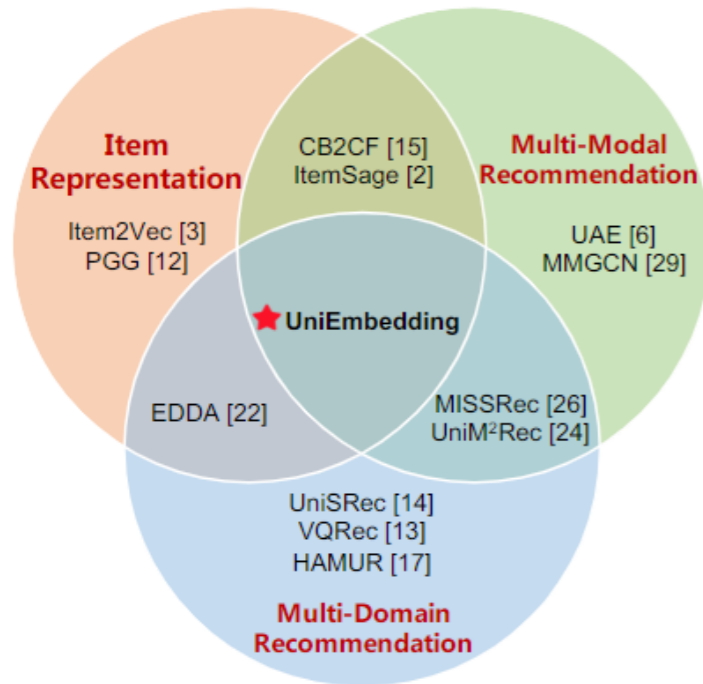 Item
Representation
Item2Vec [3]
PGG [12]
CB2CF [15]
ItemSage [2]
Multi-Modal
Recommendation
UAE [6]
MMGCN [29]
UniEmbedding
EDDA [22]
MISSRec [26]
UniM²Rec [24]
UniSRec [14]
VQRec [13]
HAMUR [17]
Multi-Domain
Recommendation